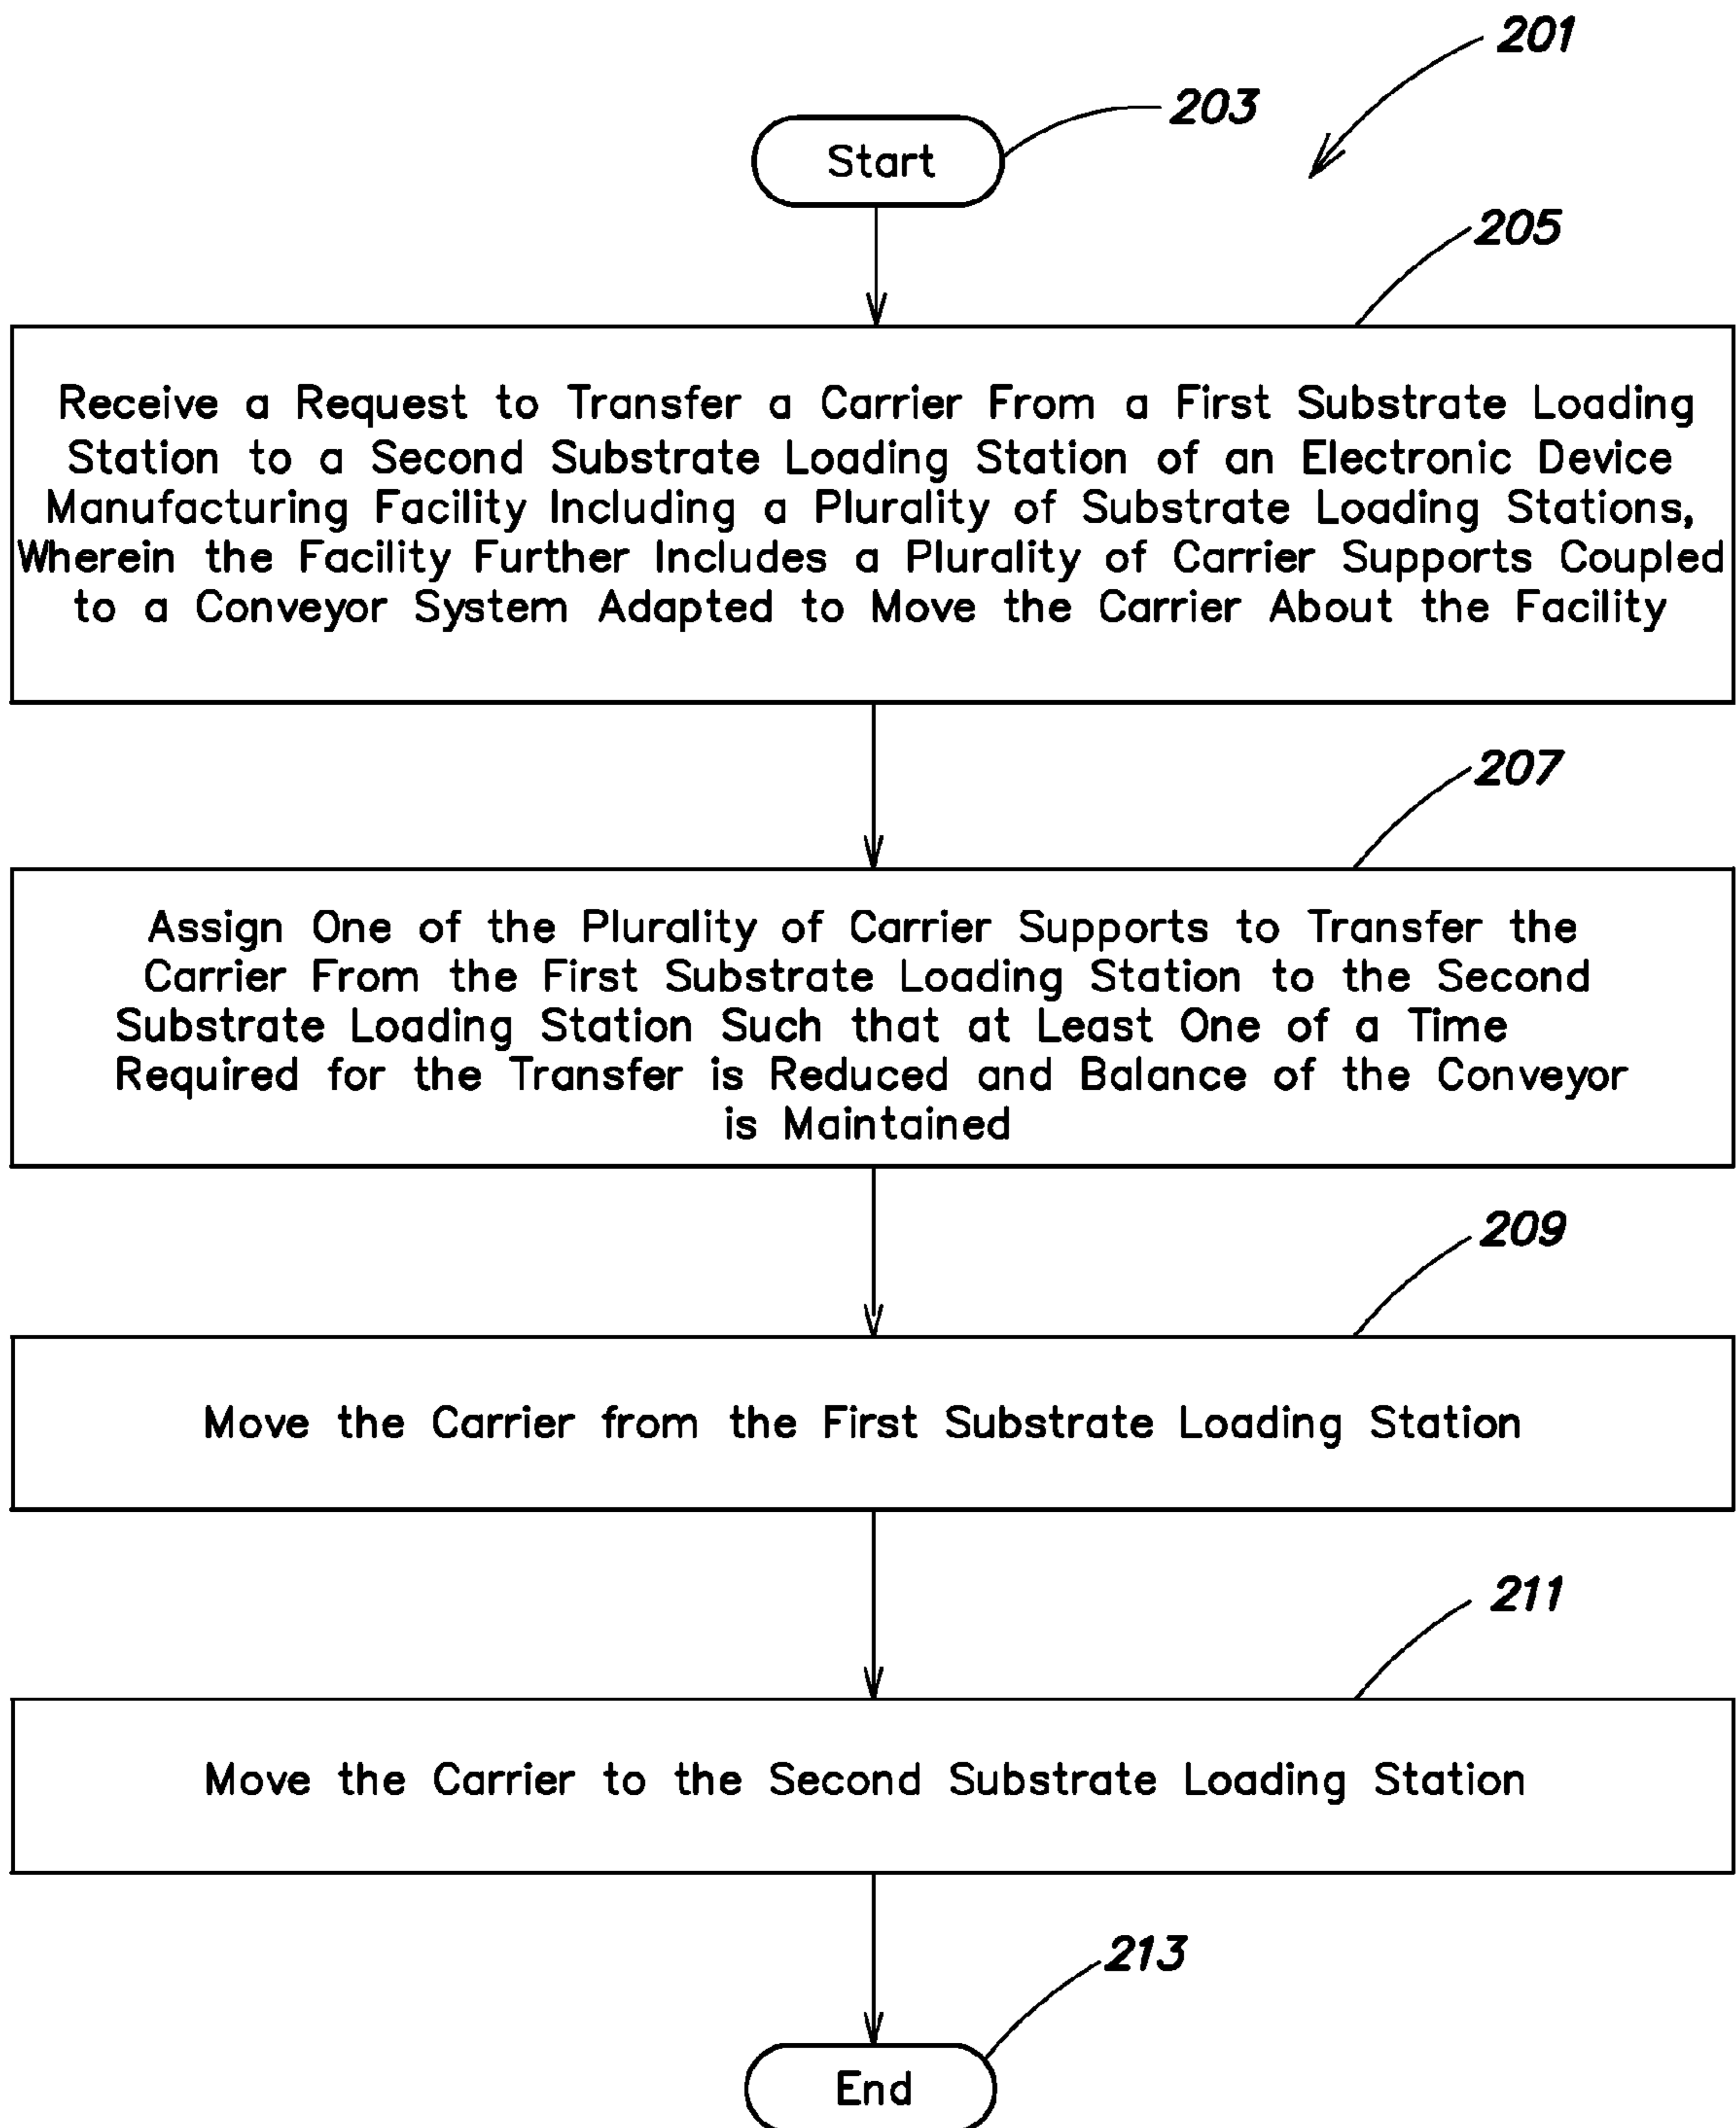 201
203
Start
205
Receive a Request to Transfer a Carrier From a First Substrate Loading
Station to a Second Substrate Loading Station of an Electronic Device
Manufacturing Facility Including a Plurality of Substrate Loading Stations,
Wherein the Facility Further Includes a Plurality of Carrier Supports Coupled
to a Conveyor System Adapted to Move the Carrier About the Facility
207
Assign One of the Plurality of Carrier Supports to Transfer the
Carrier From the First Substrate Loading Station to the Second
Substrate Loading Station Such that at Least One of a Time
Required for the Transfer is Reduced and Balance of the Conveyor
is Maintained
209
Move the Carrier from the First Substrate Loading Station
211
Move the Carrier to the Second Substrate Loading Station
213
End